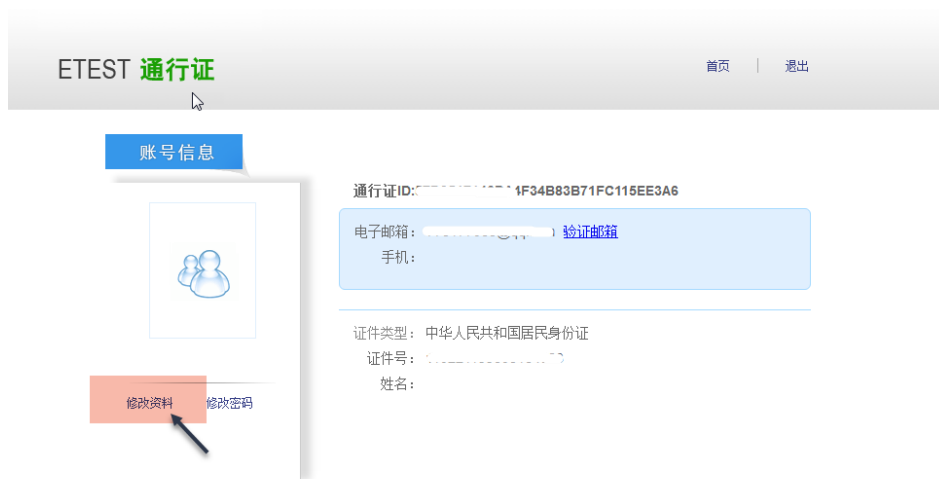 ETEST 通行证
首页 | 退出
账号信息
通行证ID: 4F34B83B71FC115EE3A6
电子邮箱： 验证邮箱
手机：
证件类型： 中华人民共和国居民身份证
证件号：
姓名：
修改资料 修改密码